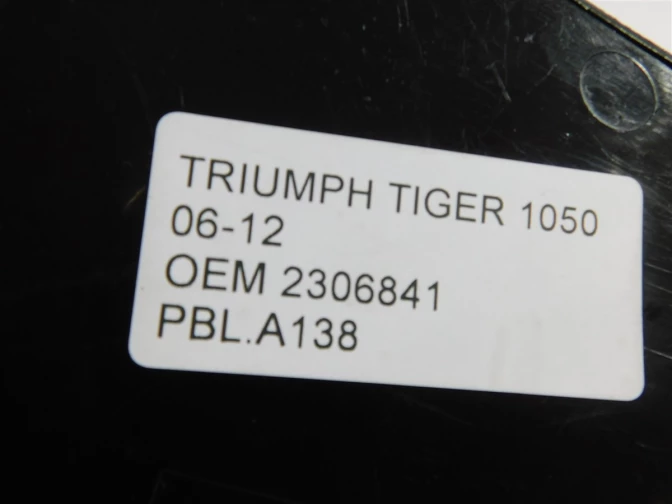 TRIUMPH TIGER 1050
06-12
OEM 2306841
PBL.A138